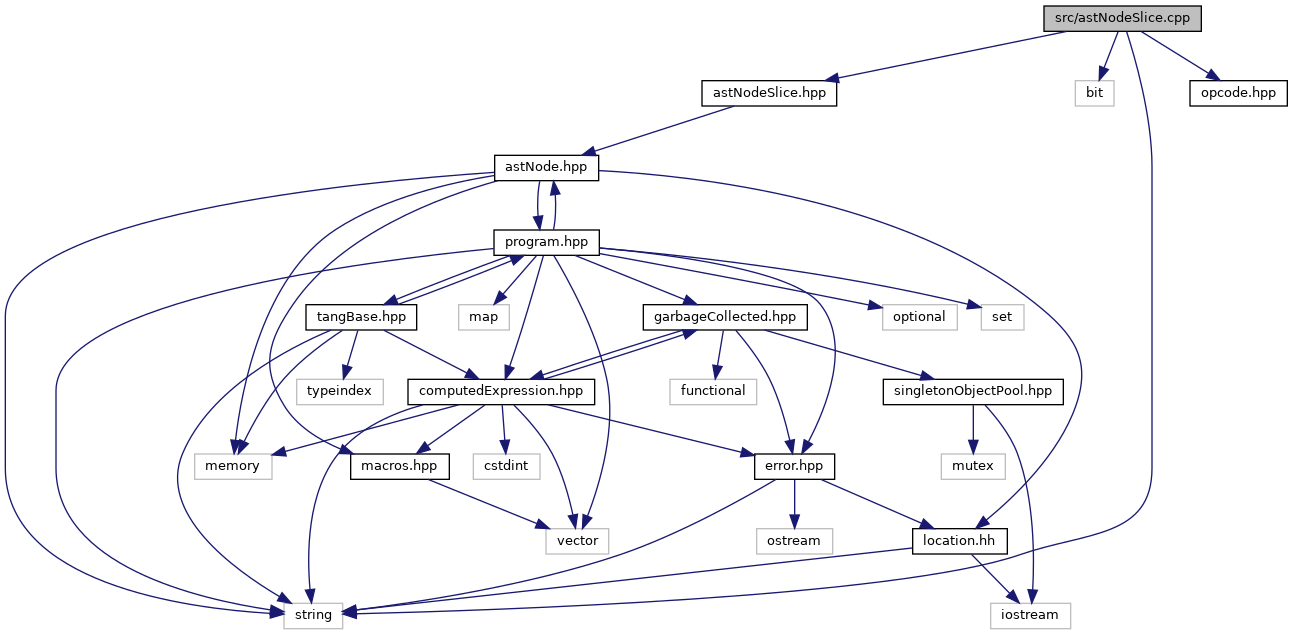 src/astNodeSlice.cpp
astNodeSlice.hpp
bit
opcode.hpp
astNode.hpp
program.hpp
tangBase.hpp
map
garbageCollected.hpp
optional
set
typeindex
computedExpression.hpp
functional
singletonObjectPool.hpp
memory
macros.hpp
cstdint
error.hpp
mutex
vector
ostream
location.hh
string
iostream